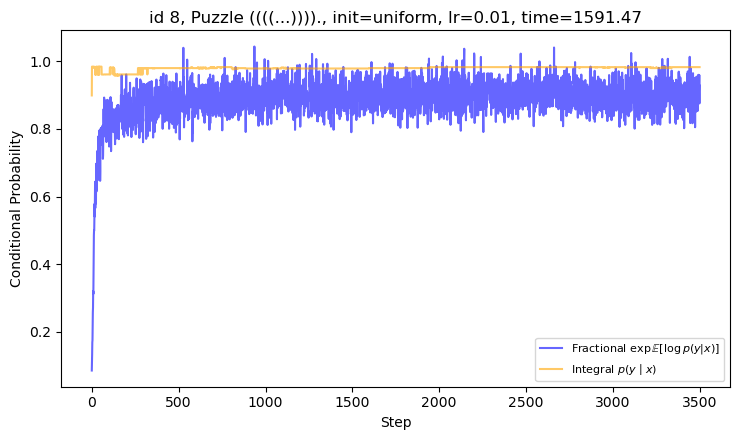 id 8, Puzzle ((((...))))., init=uniform, lr=0.01, time=1591.47
Conditional Probability
1.0
0.8
0.6
0.4
0.2
Fractional exp𝔼[log p(y|x)]
Integral p(y | x)
0 500 1000 1500 2000 2500 3000 3500
Step